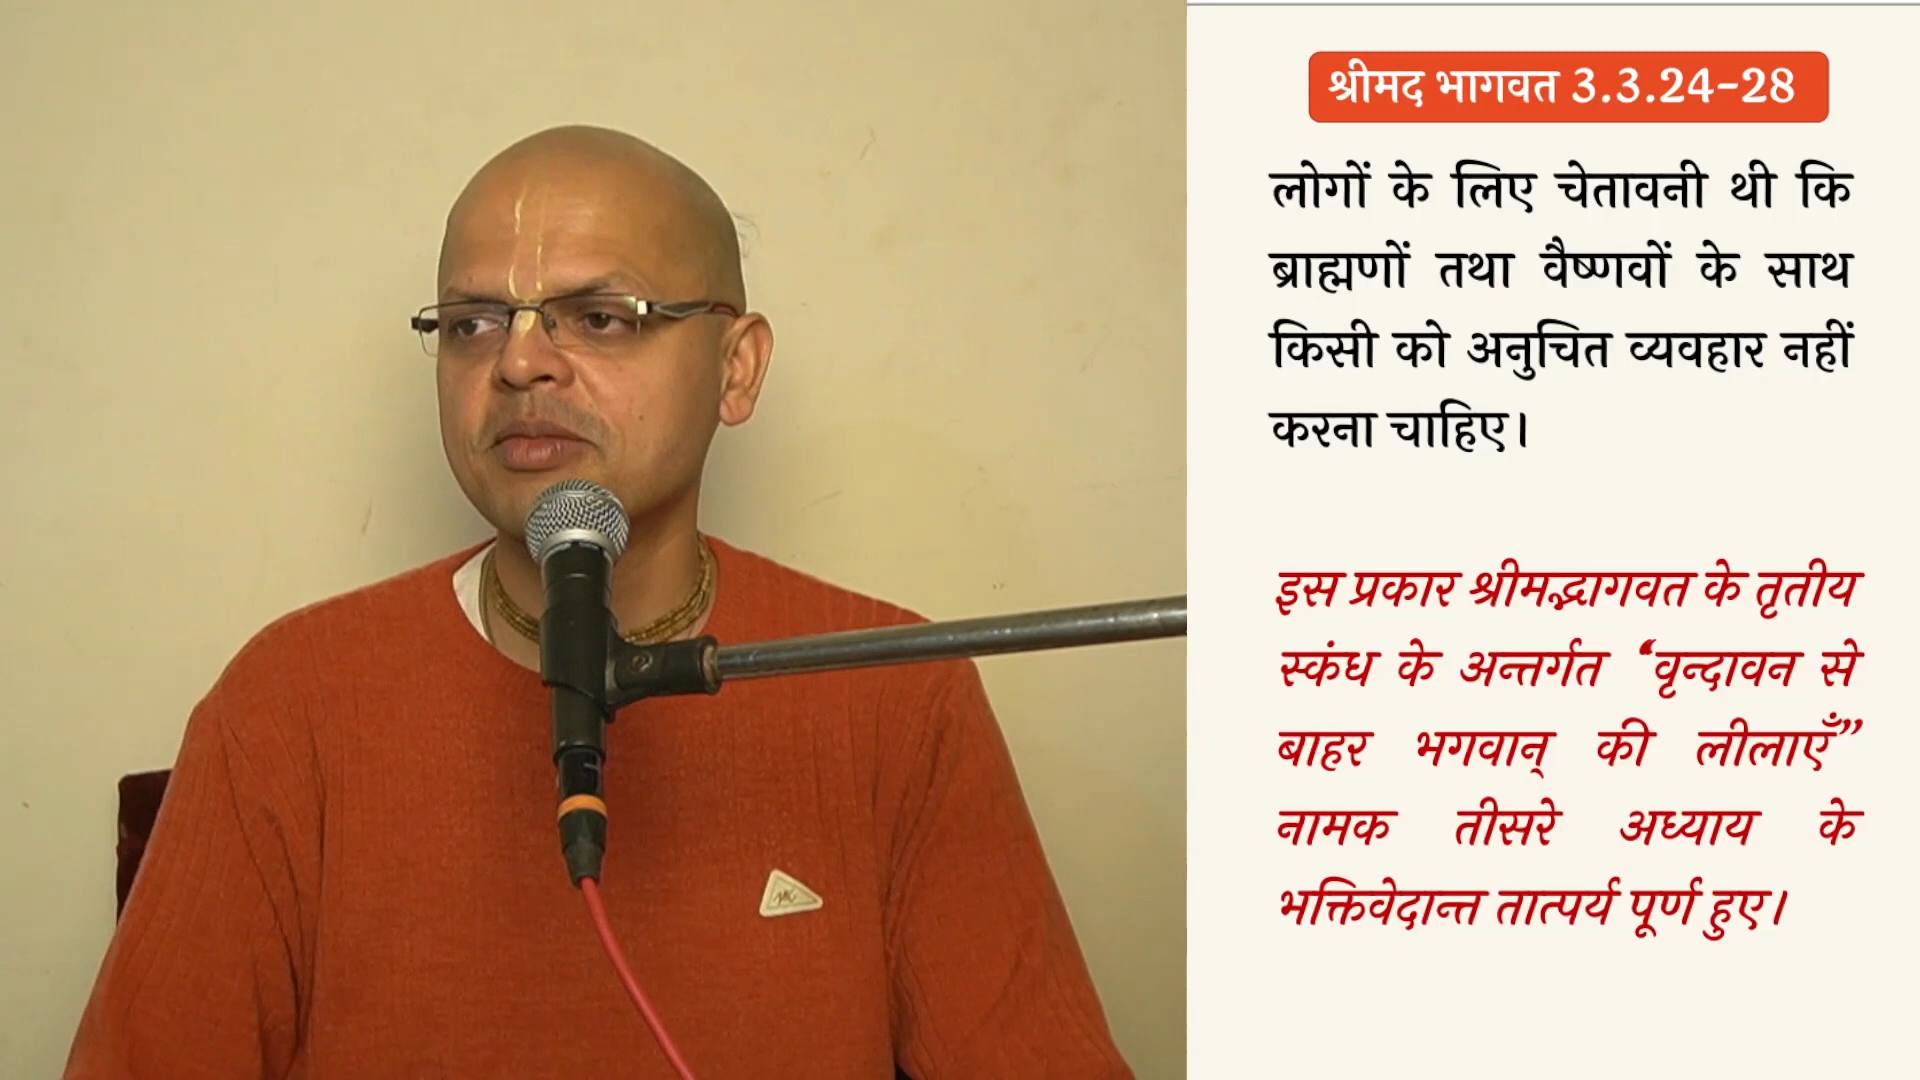 श्रीमद भागवत 3.3.24-28
लोगों के लिए चेतावनी थी कि
ब्राह्मणों तथा वैष्णवों के साथ
किसी को अनुचित व्यवहार नहीं
करना चाहिए।
इस प्रकार श्रीमद्भागवत के तृतीय
स्कंध के अन्तर्गत “वृन्दावन से
बाहर भगवान् की लीलाएँ”
नामक तीसरे अध्याय के
भक्तिवेदान्त तात्पर्य पूर्ण हुए।